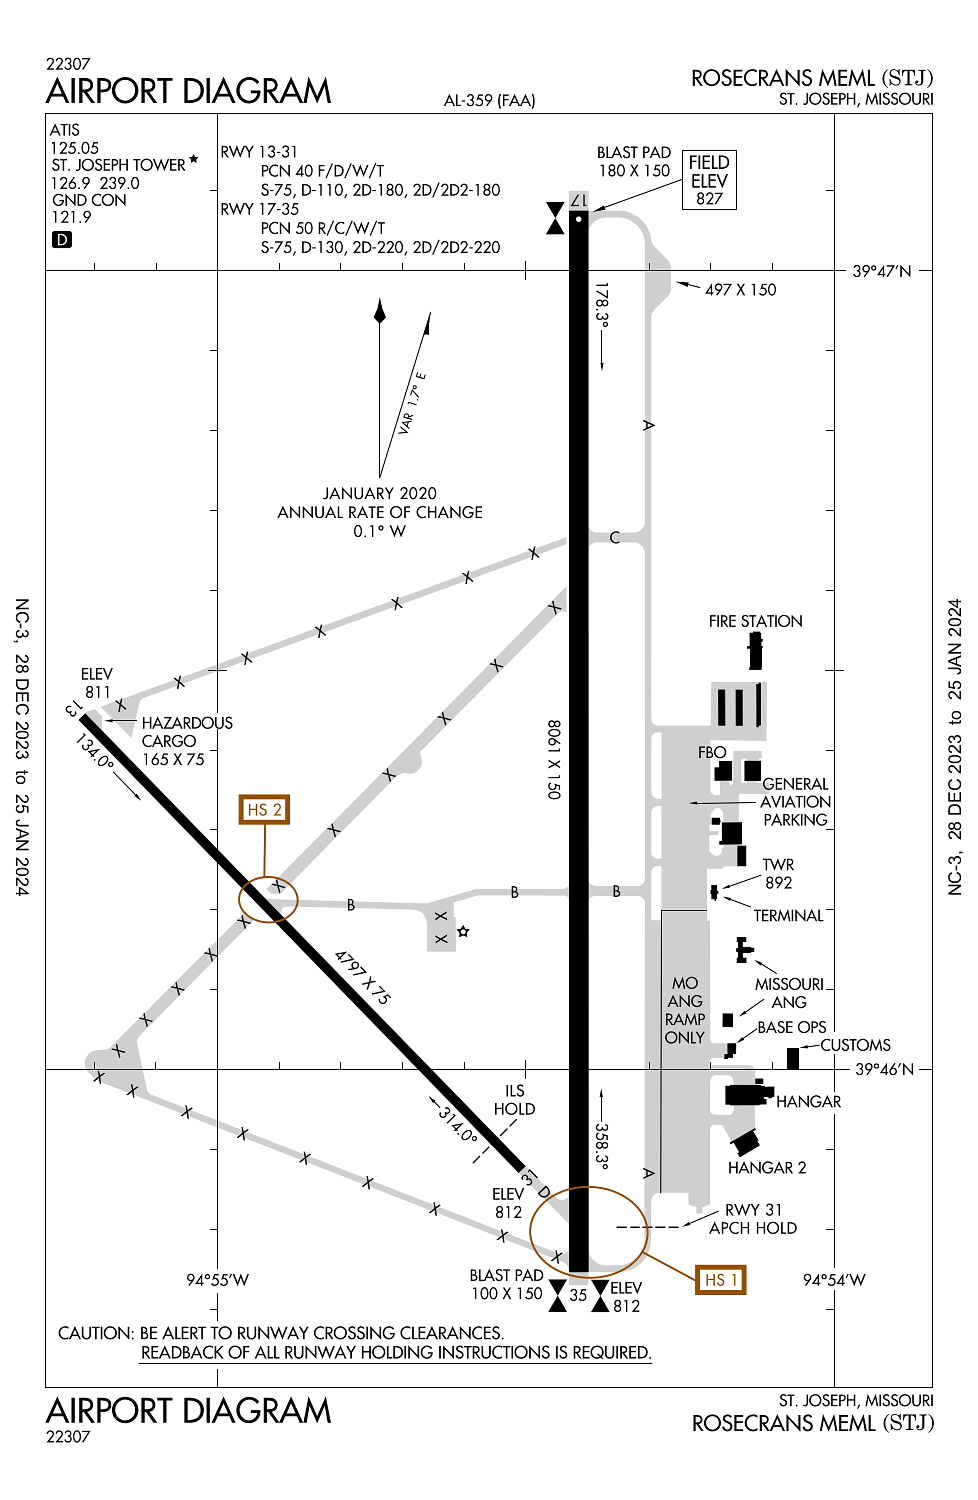 22307
AIRPORT DIAGRAM
AL-359 (FAA)
ROSECRANS MEML (STJ)
ST. JOSEPH, MISSOURI
ATIS
125.05
ST. JOSEPH TOWER
126.9 239.0
GND CON
121.9
D
RWY 13-31
PCN 40 F/D/W/T
S-75, D-110, 2D-180, 2D/2D2-180
RWY 17-35
PCN 50 R/C/W/T
S-75, D-130, 2D-220, 2D/2D2-220
BLAST PAD
180 X 150
FIELD
ELEV
827
17
39°47'N
497 X 150
178.3°
VAR 1.7° E
JANUARY 2020
ANNUAL RATE OF CHANGE
0.1° W
A
C
X
X
X
X
X
X
X
X
X
X
X
X
X
FIRE STATION
ELEV
811
13
HAZARDOUS
CARGO
165 X 75
134.0°
8061 X 150
FBO
GENERAL
AVIATION
PARKING
HS 2
TWR
892
TERMINAL
B
B
B
X
X
X
X
X
X
X
4797 X 75
MO
ANG
RAMP
ONLY
MISSOURI
ANG
BASE OPS
CUSTOMS
39°46'N
X
X
X
X
X
X
X
X
X
X
ILS
HOLD
314.0°
358.3°
HANGAR
HANGAR 2
A
31
D
ELEV
812
RWY 31
APCH HOLD
HS 1
94°55'W
94°54'W
BLAST PAD
100 X 150
35
ELEV
812
CAUTION: BE ALERT TO RUNWAY CROSSING CLEARANCES.
READBACK OF ALL RUNWAY HOLDING INSTRUCTIONS IS REQUIRED.
AIRPORT DIAGRAM
22307
ST. JOSEPH, MISSOURI
ROSECRANS MEML (STJ)
NC-3, 28 DEC 2023 to 25 JAN 2024
NC-3, 28 DEC 2023 to 25 JAN 2024